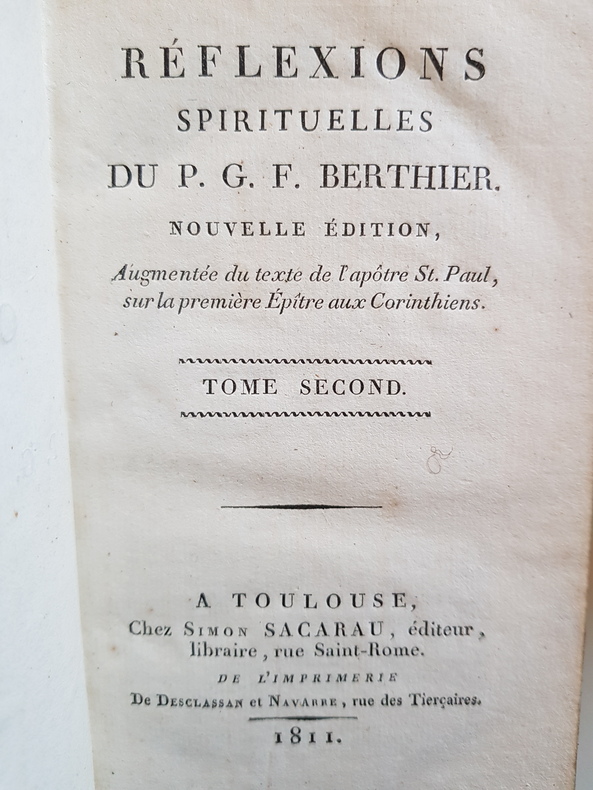 RÉFLEXIONS
SPIRITUELLES
DU P. G. F. BERTHIER.
NOUVELLE ÉDITION,
Augmentée du texte de l'apôtre St. Paul,
sur la première Épître aux Corinthiens.
TOME SECOND.
A TOULOUSE,
Chez SIMON SACARAU, éditeur,
libraire, rue Saint-Rome.
DE L'IMPRIMERIE
De DESCLASSAN et NAVARRE, rue des Tierçaires.
1811.